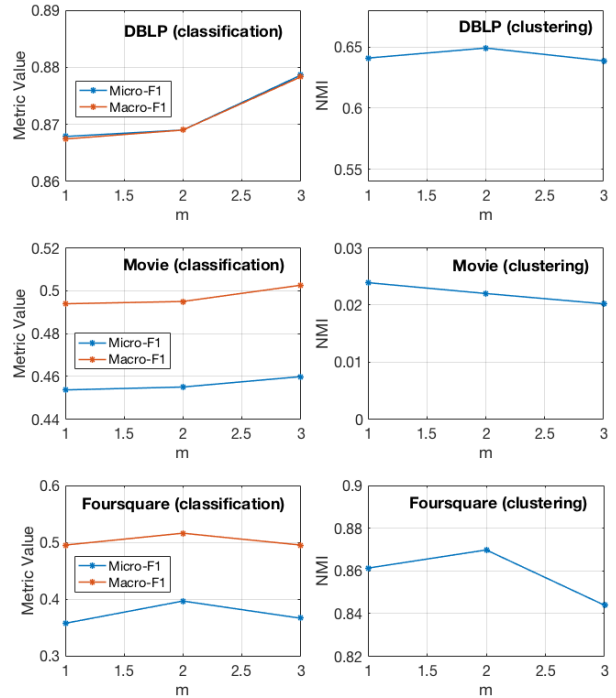 DBLP (classification)
Metric Value
0.89
0.88
0.87
0.86
Micro-F1
Macro-F1
1 1.5 2 2.5 3
m
DBLP (clustering)
NMI
0.65
0.6
0.55
1 1.5 2 2.5 3
m
Movie (classification)
Metric Value
0.52
0.5
0.48
0.46
0.44
Micro-F1
Macro-F1
1 1.5 2 2.5 3
m
Movie (clustering)
NMI
0.03
0.02
0.01
0
1 1.5 2 2.5 3
m
Foursquare (classification)
Metric Value
0.6
0.5
0.4
0.3
Micro-F1
Macro-F1
1 1.5 2 2.5 3
m
Foursquare (clustering)
NMI
0.9
0.88
0.86
0.84
0.82
1 1.5 2 2.5 3
m